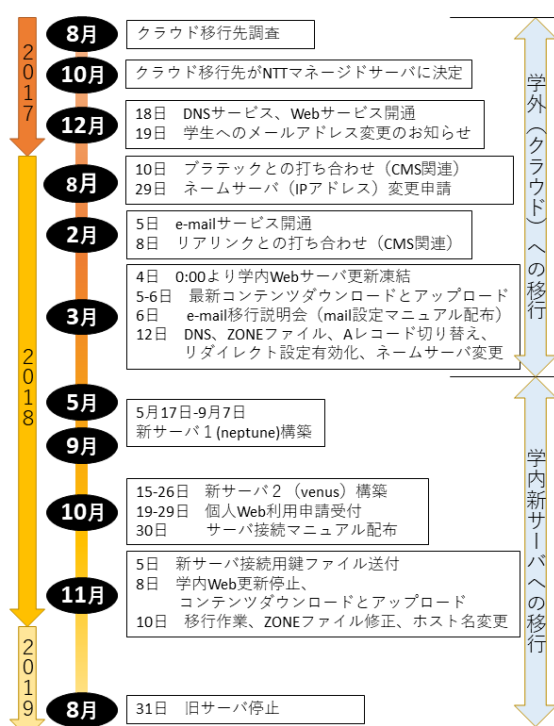 2017
8月
クラウド移行先調査
10月
クラウド移行先がNTTマネージドサーバに決定
12月
18日 DNSサービス、Webサービス開通
19日 学生へのメールアドレス変更のお知らせ
学外（クラウド）への移行
2018
8月
10日 プラテックとの打ち合わせ（CMS関連）
29日 ネームサーバ（IPアドレス）変更申請
2月
5日 e-mailサービス開通
8日 リアリンクとの打ち合わせ（CMS関連）
3月
4日 0:00より学内Webサーバ更新凍結
5-6日 最新コンテンツダウンロードとアップロード
6日 e-mail移行説明会（mail設定マニュアル配布）
12日 DNS、ZONEファイル、Aレコード切り替え、
リダイレクト設定有効化、ネームサーバ変更
5月
9月
5月17日-9月7日
新サーバ１(neptune)構築
学内新サーバへの移行
10月
15-26日 新サーバ２（venus）構築
19-29日 個人Web利用申請受付
30日 サーバ接続マニュアル配布
11月
5日 新サーバ接続用鍵ファイル送付
8日 学内Web更新停止、
コンテンツダウンロードとアップロード
10日 移行作業、ZONEファイル修正、ホスト名変更
2019
8月
31日 旧サーバ停止